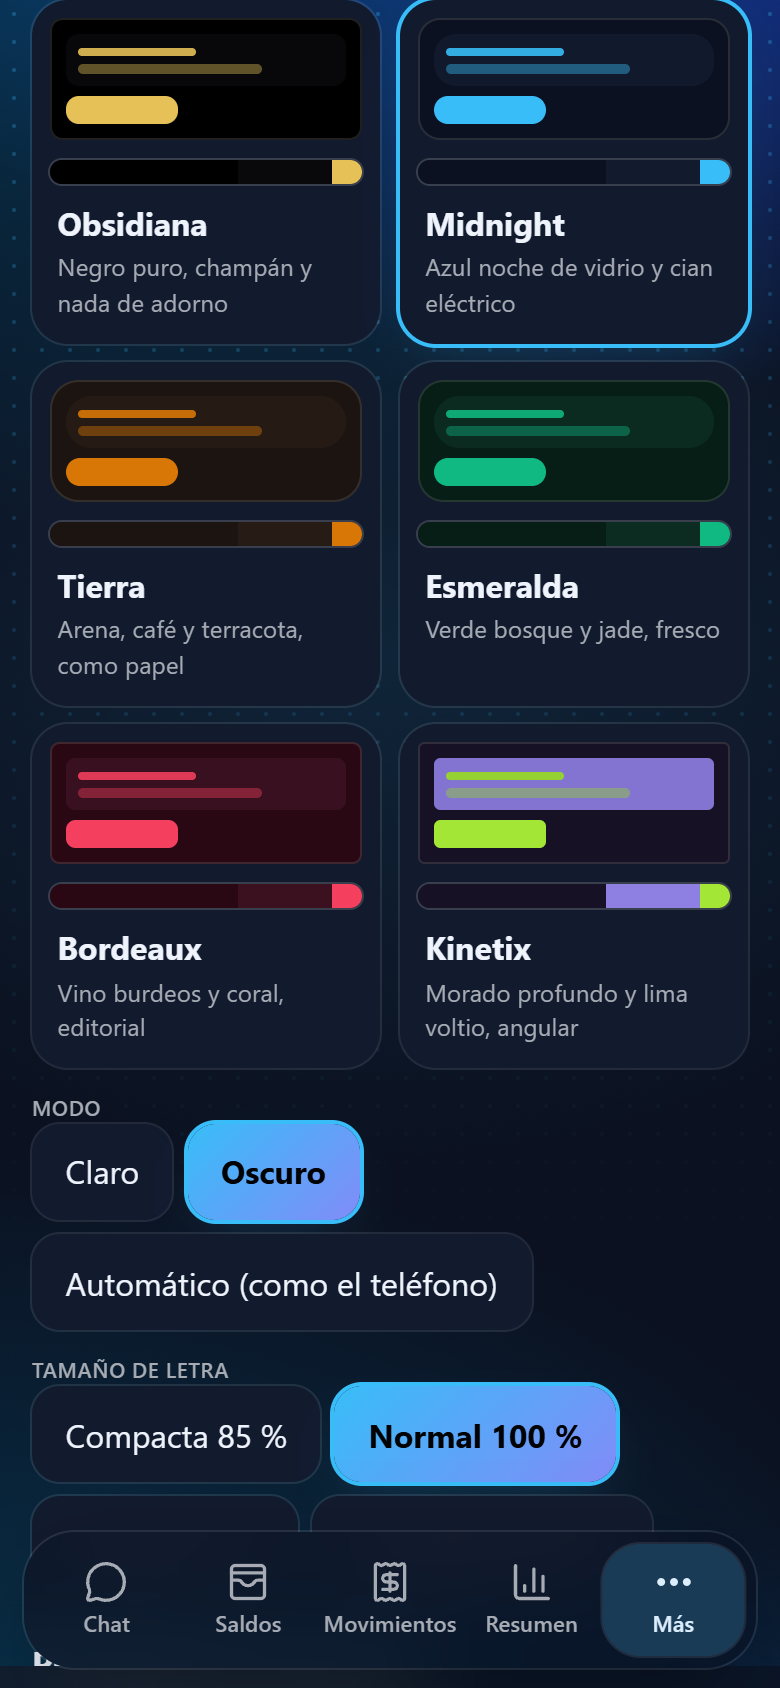 Obsidiana
Negro puro, champán y
nada de adorno
Midnight
Azul noche de vidrio y cian
eléctrico
Tierra
Arena, café y terracota,
como papel
Esmeralda
Verde bosque y jade, fresco
Bordeaux
Vino burdeos y coral,
editorial
Kinetix
Morado profundo y lima
voltio, angular
MODO
Claro
Oscuro
Automático (como el teléfono)
TAMAÑO DE LETRA
Compacta 85 %
Normal 100 %
Chat
Saldos
Movimientos
Resumen
Más